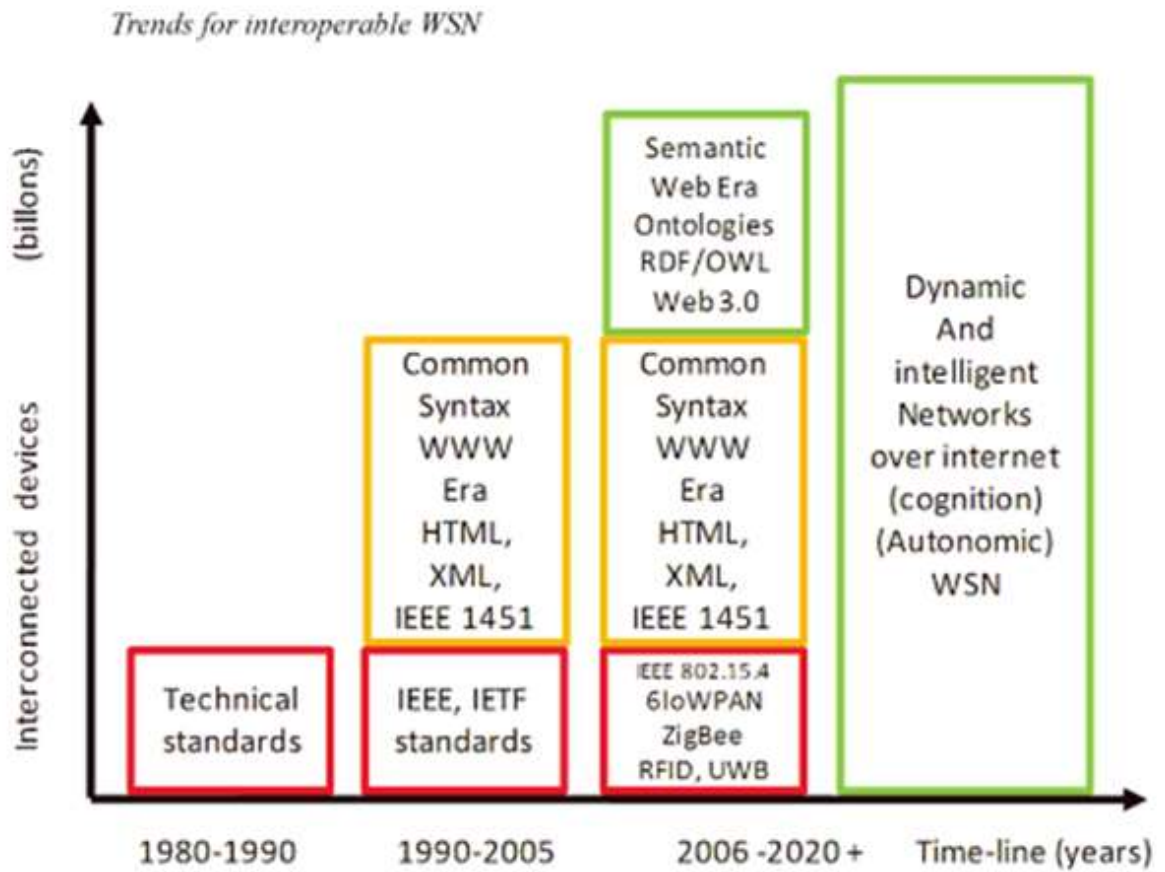 Trends for interoperable WSN
Interconnected devices (billons)
Semantic
Web Era
Ontologies
RDF/OWL
Web 3.0
Common
Syntax
WWW
Era
HTML,
XML,
IEEE 1451
Common
Syntax
WWW
Era
HTML,
XML,
IEEE 1451
Dynamic
And
intelligent
Networks
over internet
(cognition)
(Autonomic)
WSN
Technical
standards
IEEE, IETF
standards
IEEE 802.15.4
6loWPAN
ZigBee
RFID, UWB
1980-1990
1990-2005
2006 -2020 +
Time-line (years)